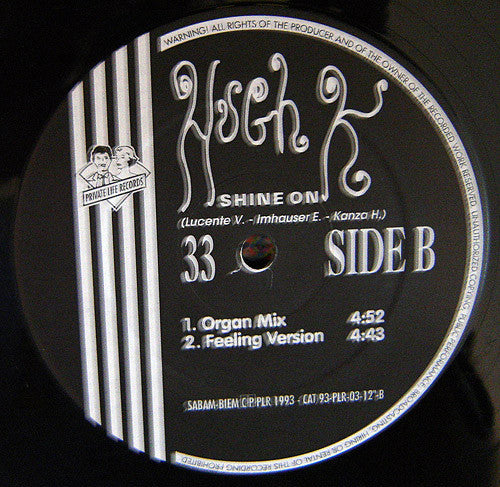 WARNING! ALL RIGHTS OF THE PRODUCER AND OF THE OWNER OF THE RECORDED WORK RESERVED. UNAUTHORIZED COPYING, PUBLIC PERFORMANCE, BROADCASTING, HIRING OR RENTAL OF THIS RECORDING PROHIBITED
Hugh K
SHINE ON
(Lucente V. - Imhauser E. - Kanza H.)
PRIVATE LIFE RECORDS
33
SIDE B
1. Organ Mix 4:52
2. Feeling Version 4:43
SABAM-BIEM C.P. PLR 1993 - CAT 93-PLR-03-12"-B